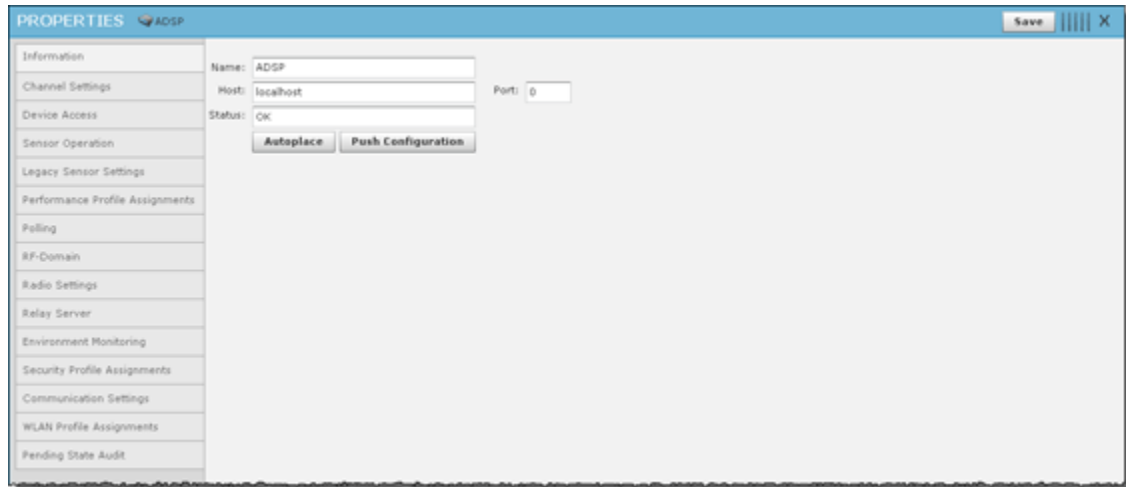 PROPERTIES ADSP
Save X
Information
Channel Settings
Device Access
Sensor Operation
Legacy Sensor Settings
Performance Profile Assignments
Polling
RF-Domain
Radio Settings
Relay Server
Environment Monitoring
Security Profile Assignments
Communication Settings
WLAN Profile Assignments
Pending State Audit
Name: ADSP
Host: localhost Port: 0
Status: OK
Autoplace Push Configuration